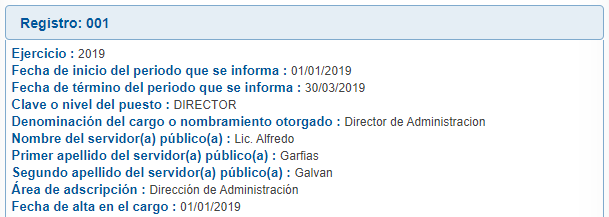 Registro: 001
Ejercicio : 2019
Fecha de inicio del periodo que se informa : 01/01/2019
Fecha de término del periodo que se informa : 30/03/2019
Clave o nivel del puesto : DIRECTOR
Denominación del cargo o nombramiento otorgado : Director de Administracion
Nombre del servidor(a) público(a) : Lic. Alfredo
Primer apellido del servidor(a) público(a) : Garfias
Segundo apellido del servidor(a) público(a) : Galvan
Área de adscripción : Dirección de Administración
Fecha de alta en el cargo : 01/01/2019